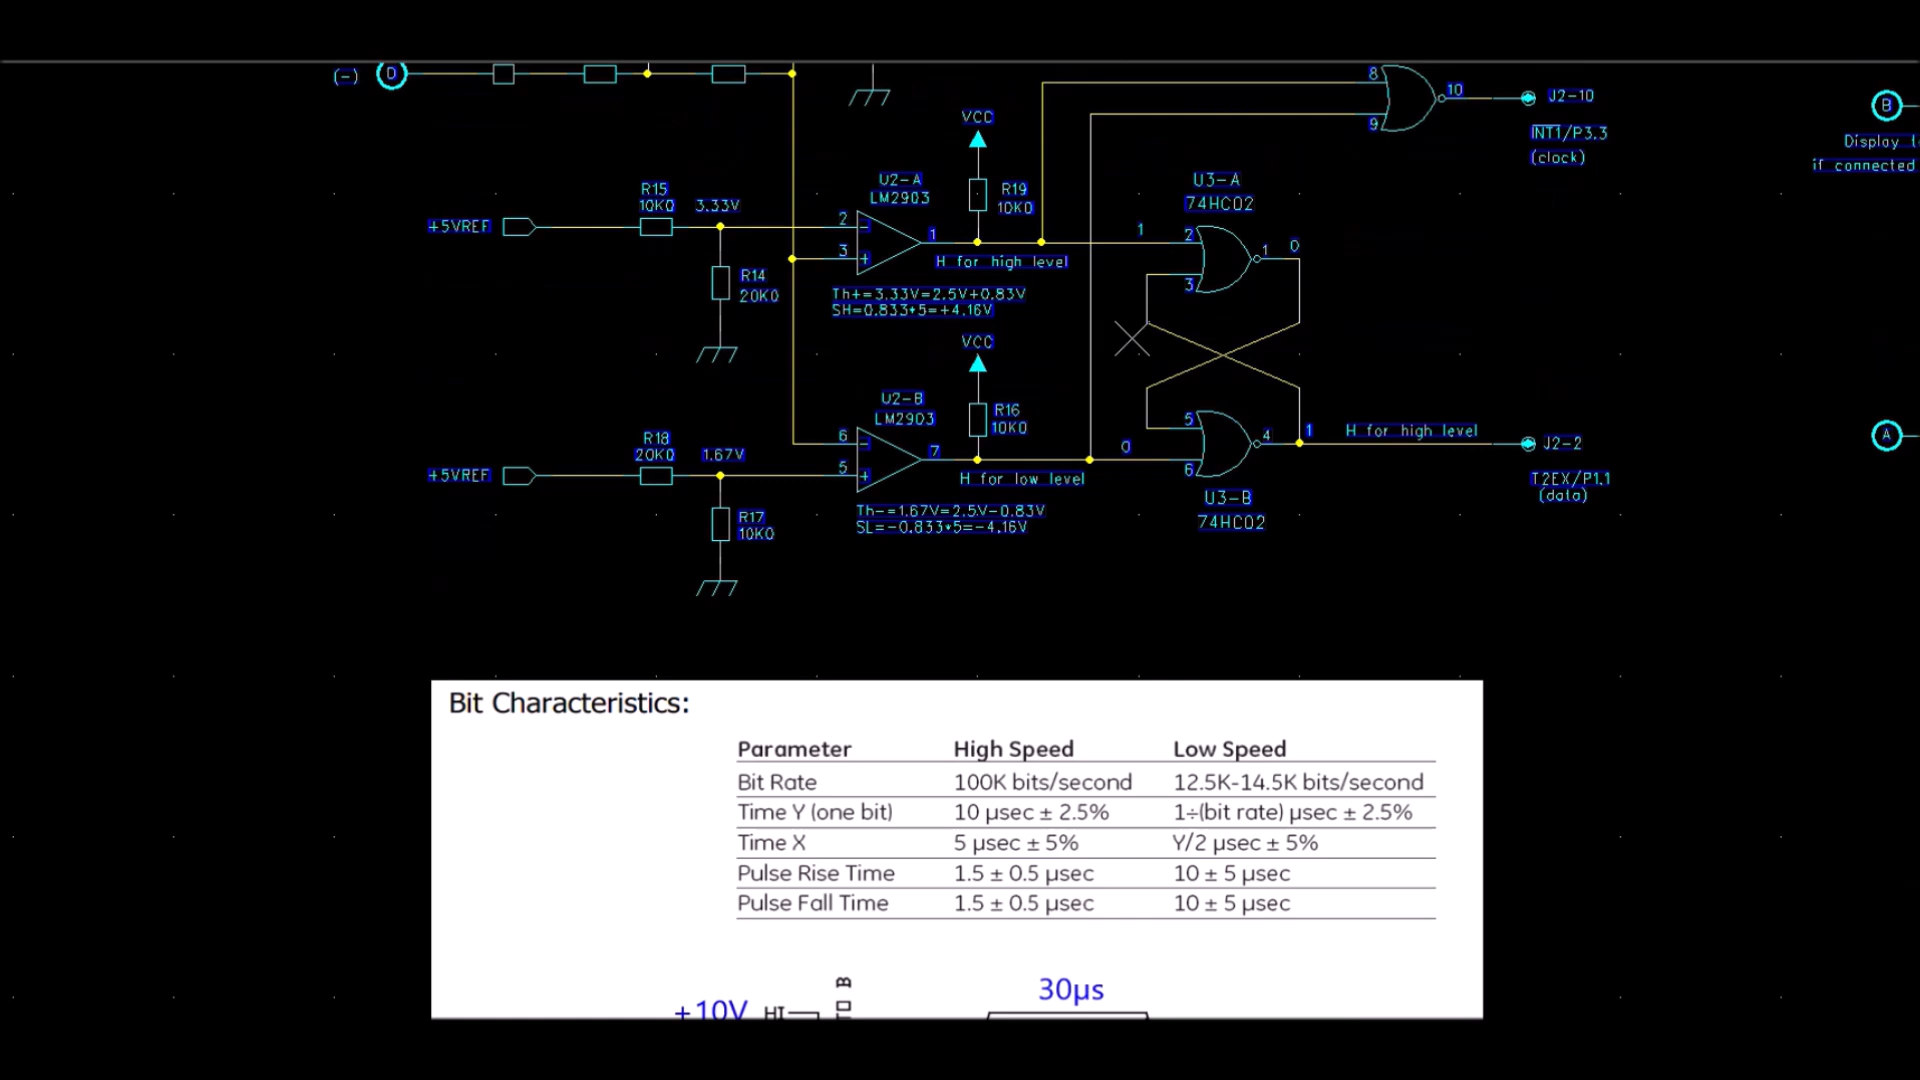 (-) D
8
9
10 J2-10
INT1/P3.3
(clock)
B
Display t
if connected
VCC
R19
10KΩ
U2-A
LM2903
R15
10KΩ
3.33V
+5VREF
2
3
1
H for high level
R14
20KΩ
Th+=3.33V=2.5V+0.83V
SH=0.833*5=+4.16V
1
U3-A
74HC02
2
3
1 0
VCC
R16
10KΩ
U2-B
LM2903
R18
20KΩ
1.67V
+5VREF
6
5
7
H for low level
R17
10KΩ
Th-=1.67V=2.5V-0.83V
SL=-0.833*5=-4.16V
0
5
6
4 1
U3-B
74HC02
H for high level
J2-2
T2EX/P1.1
(data)
A
Bit Characteristics:
Parameter High Speed Low Speed
Bit Rate 100K bits/second 12.5K-14.5K bits/second
Time Y (one bit) 10 µsec ± 2.5% 1÷(bit rate) µsec ± 2.5%
Time X 5 µsec ± 5% Y/2 µsec ± 5%
Pulse Rise Time 1.5 ± 0.5 µsec 10 ± 5 µsec
Pulse Fall Time 1.5 ± 0.5 µsec 10 ± 5 µsec
+10V HI
TO B
30µs